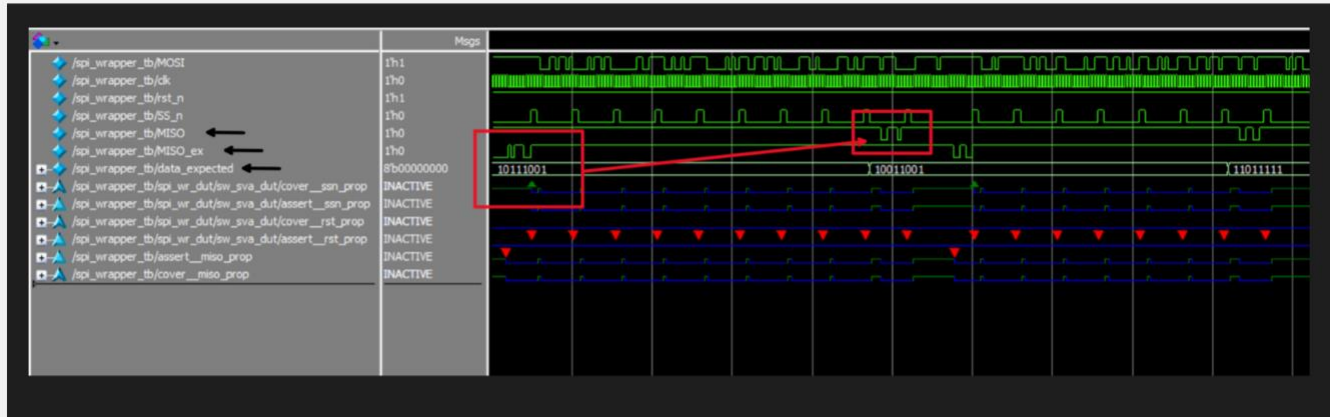 Msgs
/spi_wrapper_tb/MOSI 1'h1
/spi_wrapper_tb/clk 1'h0
/spi_wrapper_tb/rst_n 1'h1
/spi_wrapper_tb/SS_n 1'h0
/spi_wrapper_tb/MISO 1'h0
/spi_wrapper_tb/MISO_ex 1'h0
/spi_wrapper_tb/data_expected 8'b00000000 10111001 10011001 11011111
/spi_wrapper_tb/spi_wr_dut/sw_sva_dut/cover__ssn_prop INACTIVE
/spi_wrapper_tb/spi_wr_dut/sw_sva_dut/assert__ssn_prop INACTIVE
/spi_wrapper_tb/spi_wr_dut/sw_sva_dut/cover__rst_prop INACTIVE
/spi_wrapper_tb/spi_wr_dut/sw_sva_dut/assert__rst_prop INACTIVE
/spi_wrapper_tb/assert__miso_prop INACTIVE
/spi_wrapper_tb/cover__miso_prop INACTIVE